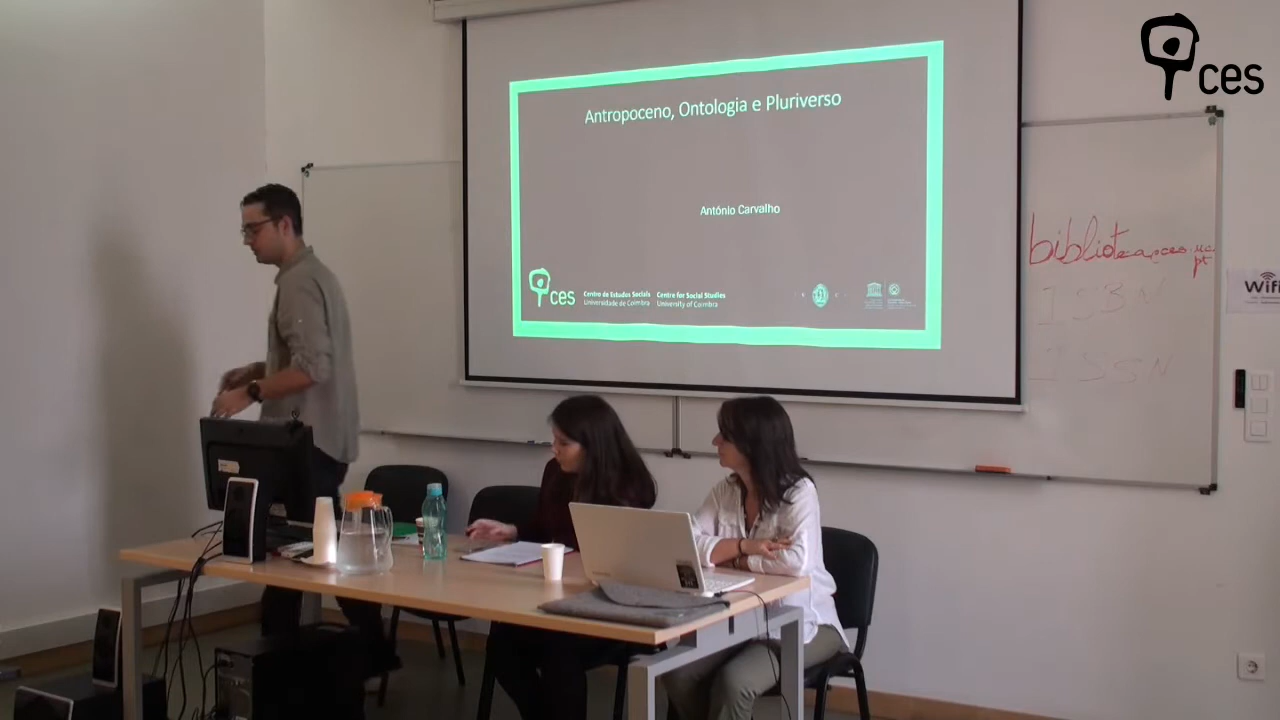 ces
Antropoceno, Ontologia e Pluriverso
António Carvalho
ces
Centro de Estudos Sociais
Universidade de Coimbra
Centre for Social Studies
University of Coimbra
biblioteca.ces.uc.
pt
ISBN
ISSN
Wifi